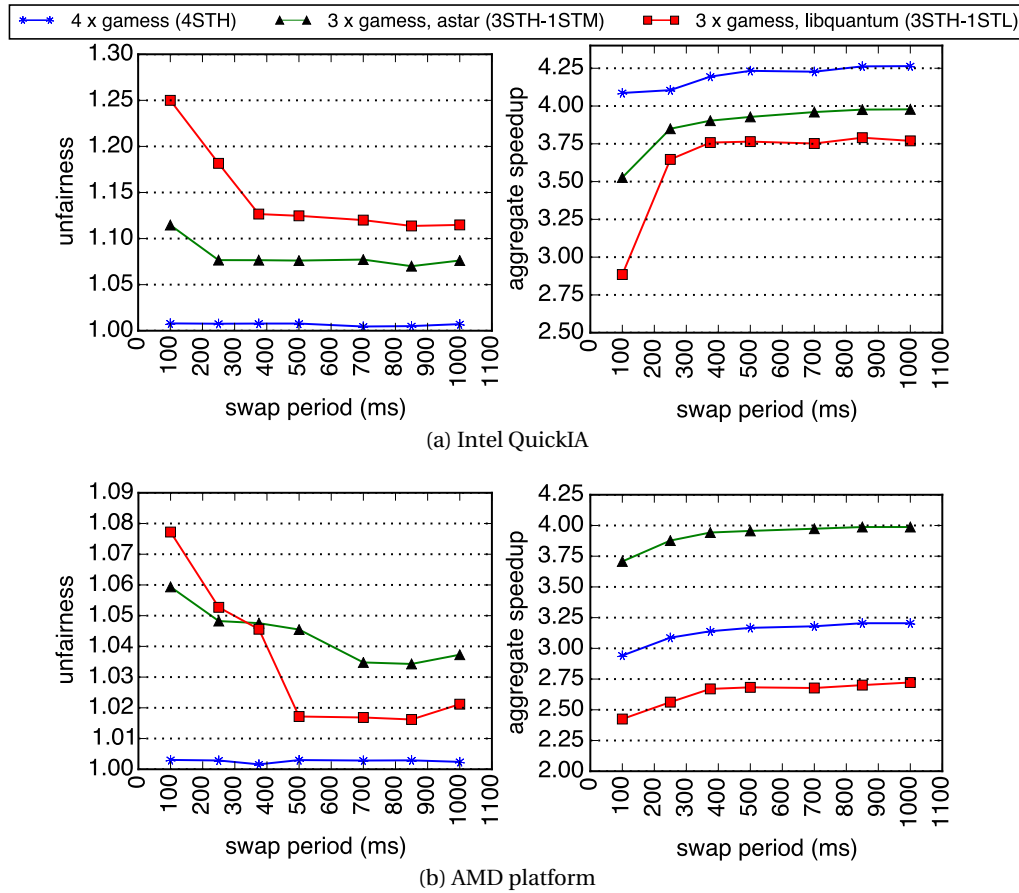 4 x gamess (4STH) 3 x gamess, astar (3STH-1STM) 3 x gamess, libquantum (3STH-1STL)
1.30
1.25
1.20
1.15
1.10
1.05
1.00
unfairness
0 100 200 300 400 500 600 700 800 900 1000 1100
swap period (ms)
4.25
4.00
3.75
3.50
3.25
3.00
2.75
2.50
aggregate speedup
0 100 200 300 400 500 600 700 800 900 1000 1100
swap period (ms)
(a) Intel QuickIA
1.09
1.08
1.07
1.06
1.05
1.04
1.03
1.02
1.01
1.00
unfairness
0 100 200 300 400 500 600 700 800 900 1000 1100
swap period (ms)
4.25
4.00
3.75
3.50
3.25
3.00
2.75
2.50
2.25
2.00
aggregate speedup
0 100 200 300 400 500 600 700 800 900 1000 1100
swap period (ms)
(b) AMD platform